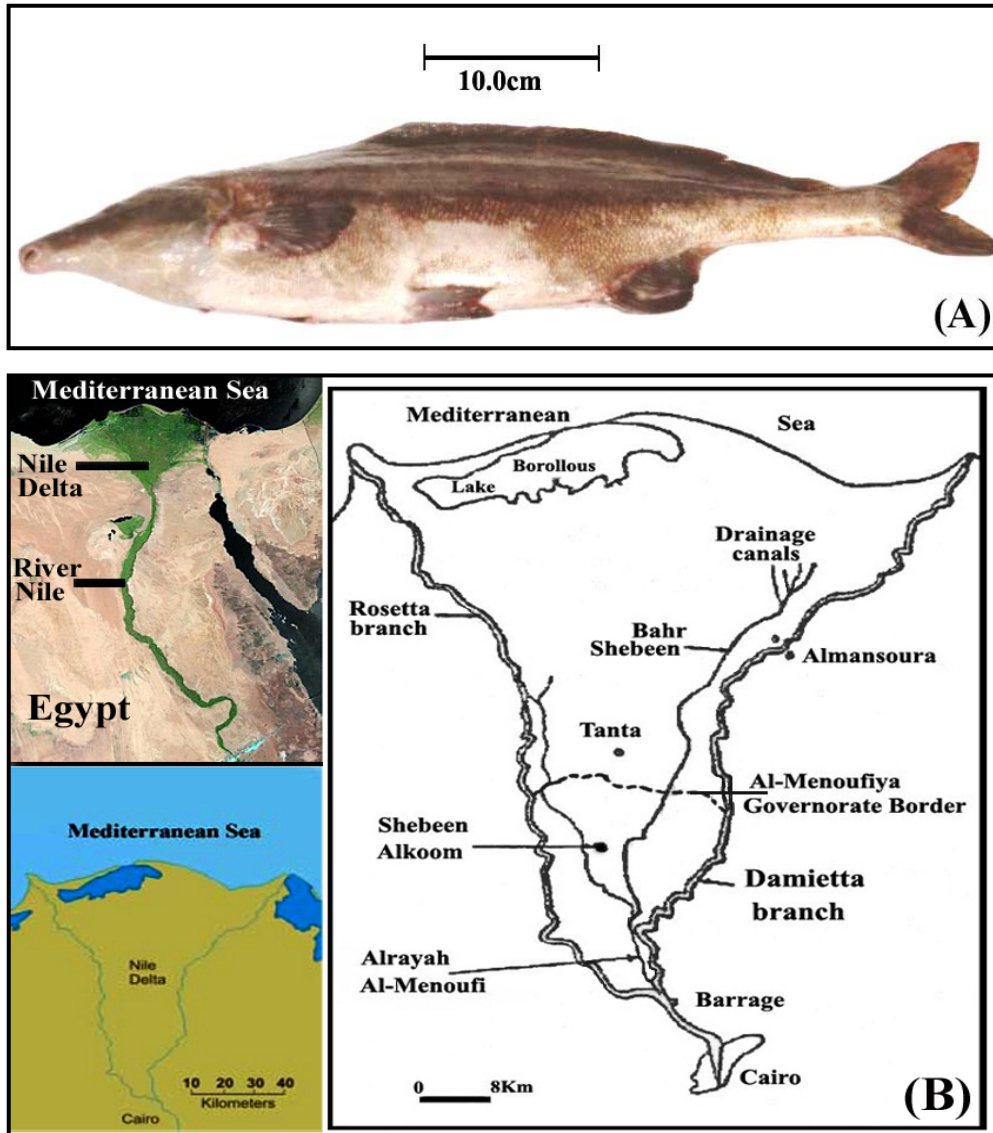 10.0cm
(A)
Mediterranean Sea
Nile
Delta
River
Nile
Egypt
Mediterranean Sea
Nile
Delta
10 20 30 40
Kilometers
Cairo
Mediterranean
Sea
Borollous
Lake
Drainage
canals
Rosetta
branch
Bahr
Shebeen
Almansoura
Tanta
Al-Menoufiya
Governorate Border
Shebeen
Alkoom
Damietta
branch
Alrayah
Al-Menoufi
Barrage
Cairo
0 8Km
(B)